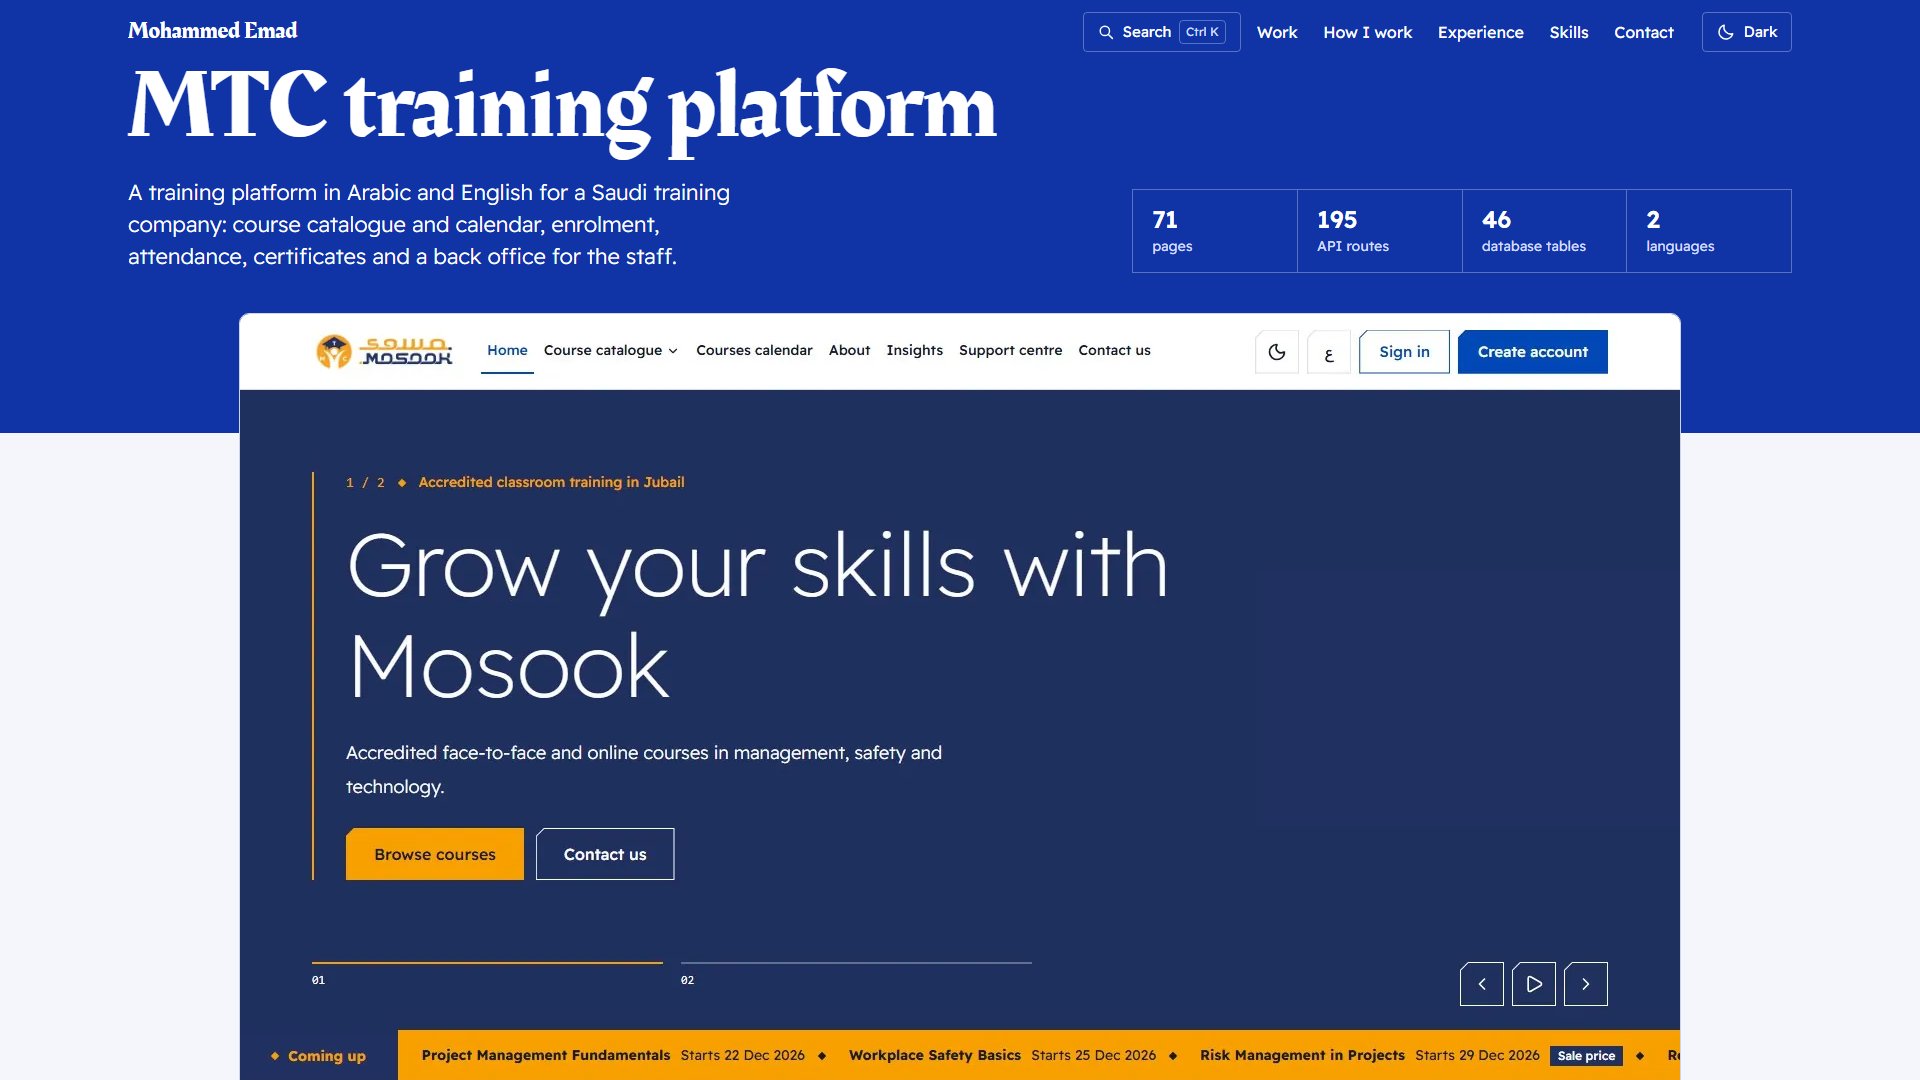 Mohammed Emad
Search Ctrl K Work How I work Experience Skills Contact Dark
MTC training platform
A training platform in Arabic and English for a Saudi training
company: course catalogue and calendar, enrolment,
attendance, certificates and a back office for the staff.
71
pages
195
API routes
46
database tables
2
languages
MOSOOK
Home Course catalogue Courses calendar About Insights Support centre Contact us ع Sign in Create account
1 / 2 ◆ Accredited classroom training in Jubail
Grow your skills with
Mosook
Accredited face-to-face and online courses in management, safety and
technology.
Browse courses Contact us
01 02
◆ Coming up Project Management Fundamentals Starts 22 Dec 2026 ◆ Workplace Safety Basics Starts 25 Dec 2026 ◆ Risk Management in Projects Starts 29 Dec 2026 Sale price ◆